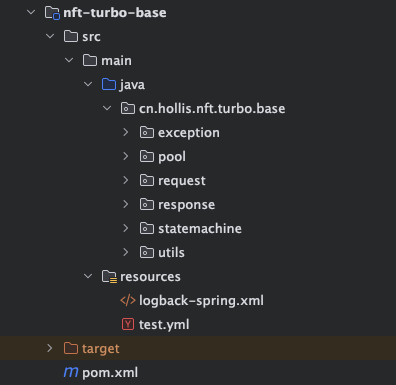 nft-turbo-base
src
main
java
cn.hollis.nft.turbo.base
exception
pool
request
response
statemachine
utils
resources
logback-spring.xml
test.yml
target
pom.xml